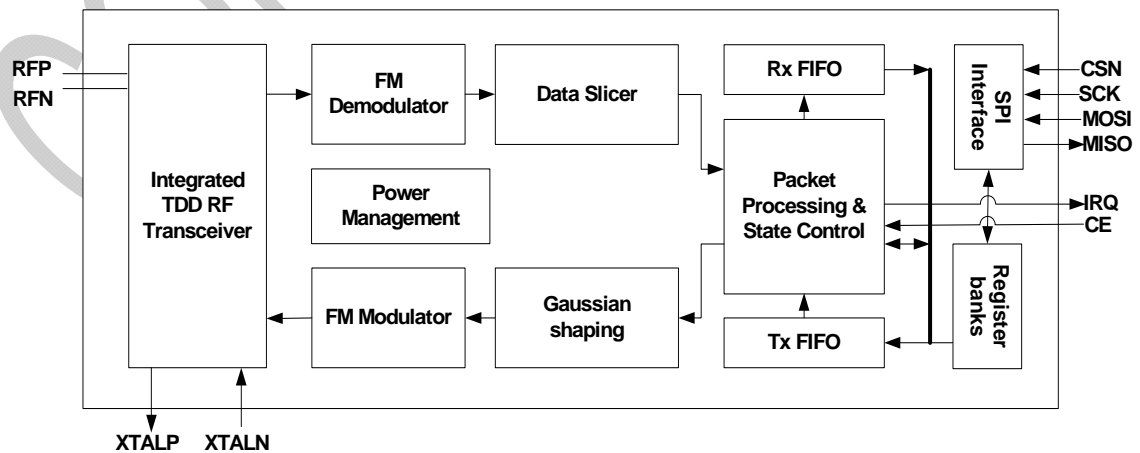 RFP
RFN
Integrated
TDD RF
Transceiver
FM
Demodulator
Data Slicer
Power
Management
FM Modulator
Gaussian
shaping
Rx FIFO
Packet
Processing &
State Control
Tx FIFO
SPI
Interface
Register
banks
CSN
SCK
MOSI
MISO
IRQ
CE
XTALP
XTALN